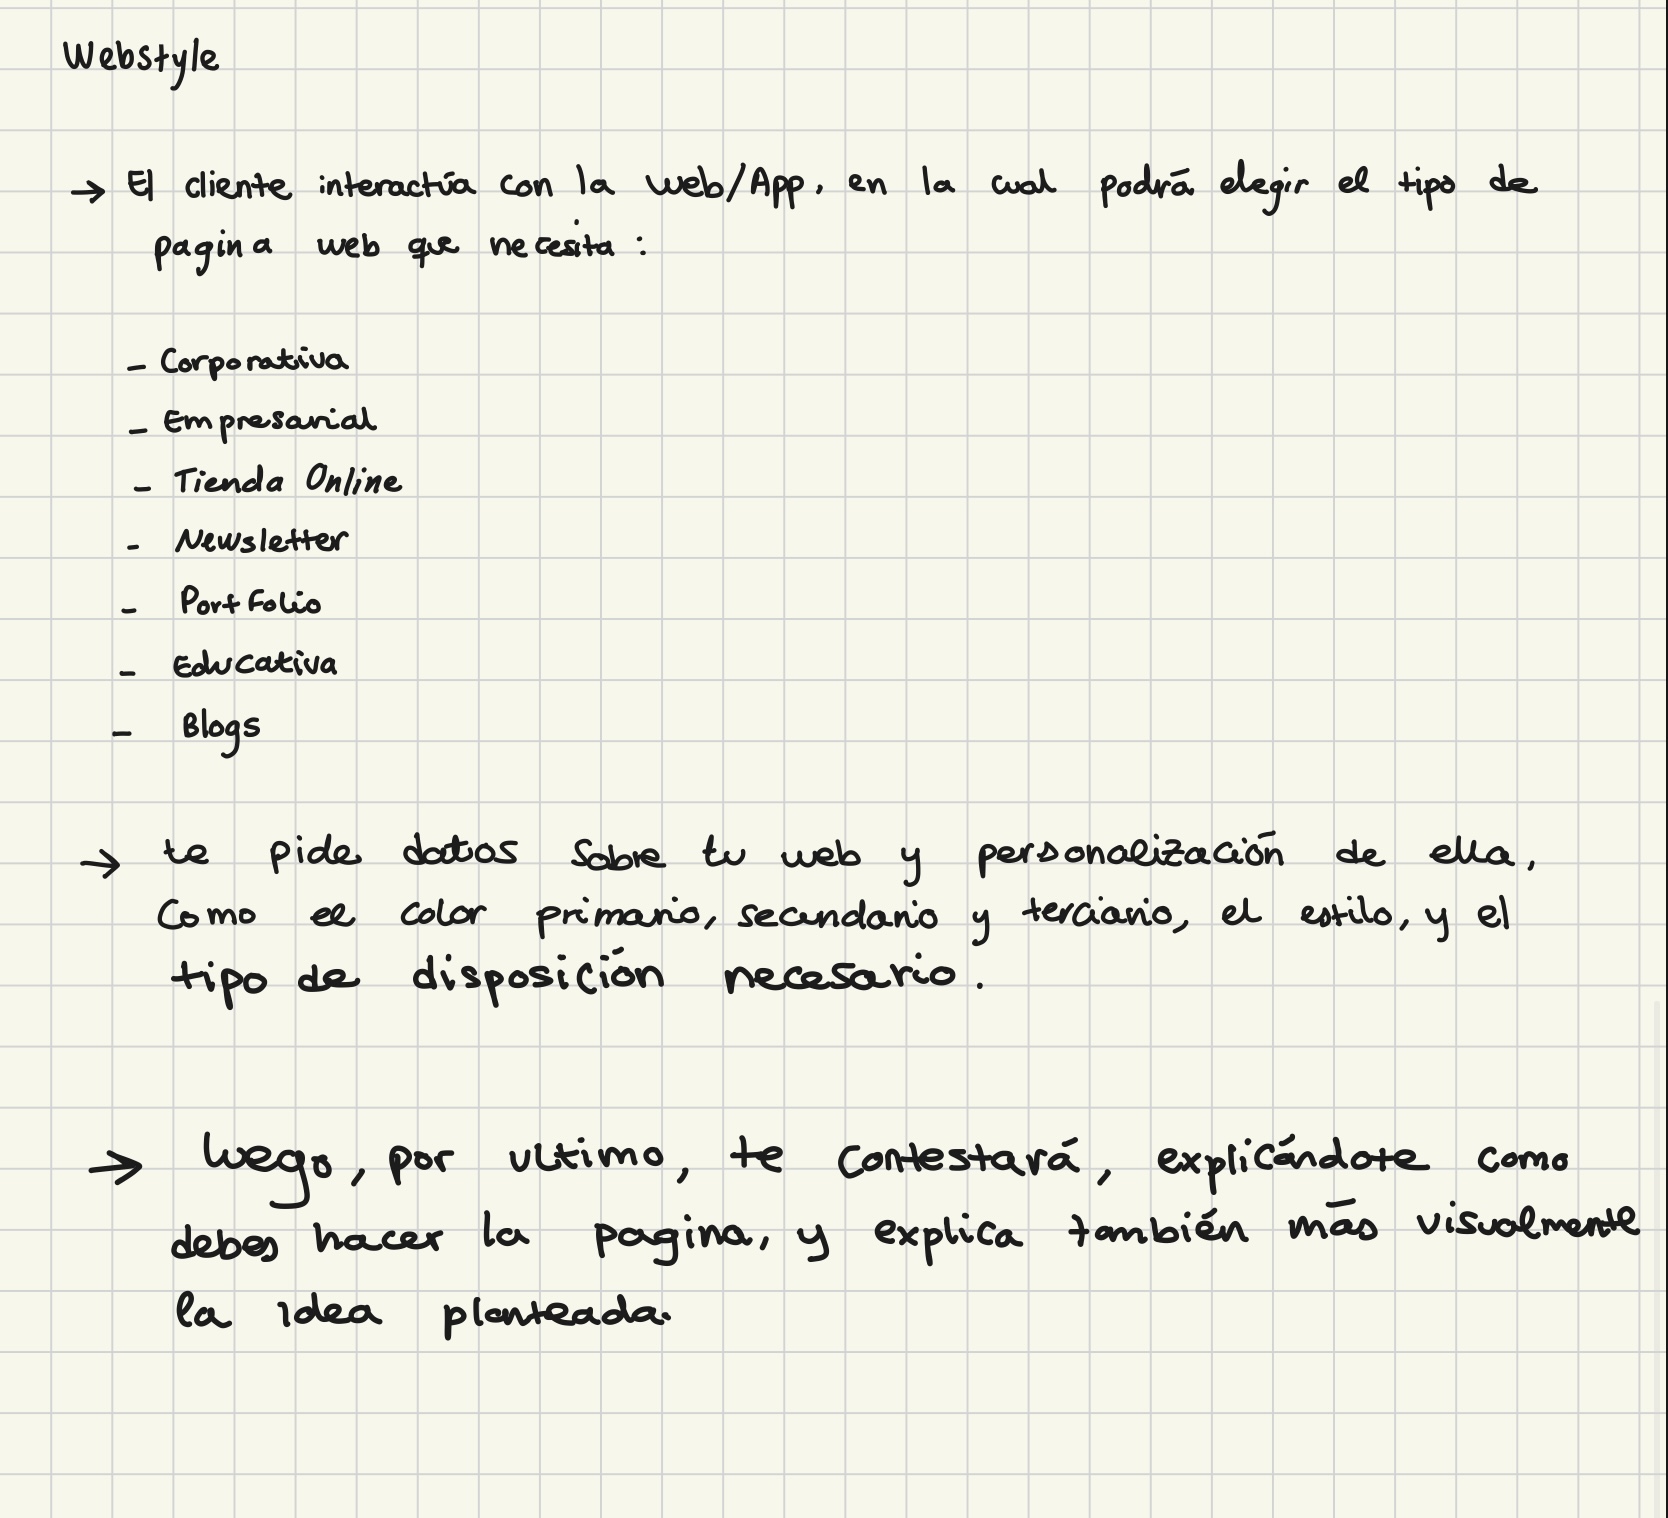 Webstyle
→ El cliente interactúa con la web/App, en la cual podrá elegir el tipo de
pagina web que necesita:
- Corporativa
- Empresarial
- Tienda Online
- Newsletter
- Portfolio
- Educativa
- Blogs
→ te pide datos sobre tu web y personalización de ella,
como el color primario, secundario y terciario, el estilo, y el
tipo de disposición necesario.
→ luego, por ultimo, te contestará, explicándote como
debes hacer la pagina, y explica también más visualmente
la idea planteada.